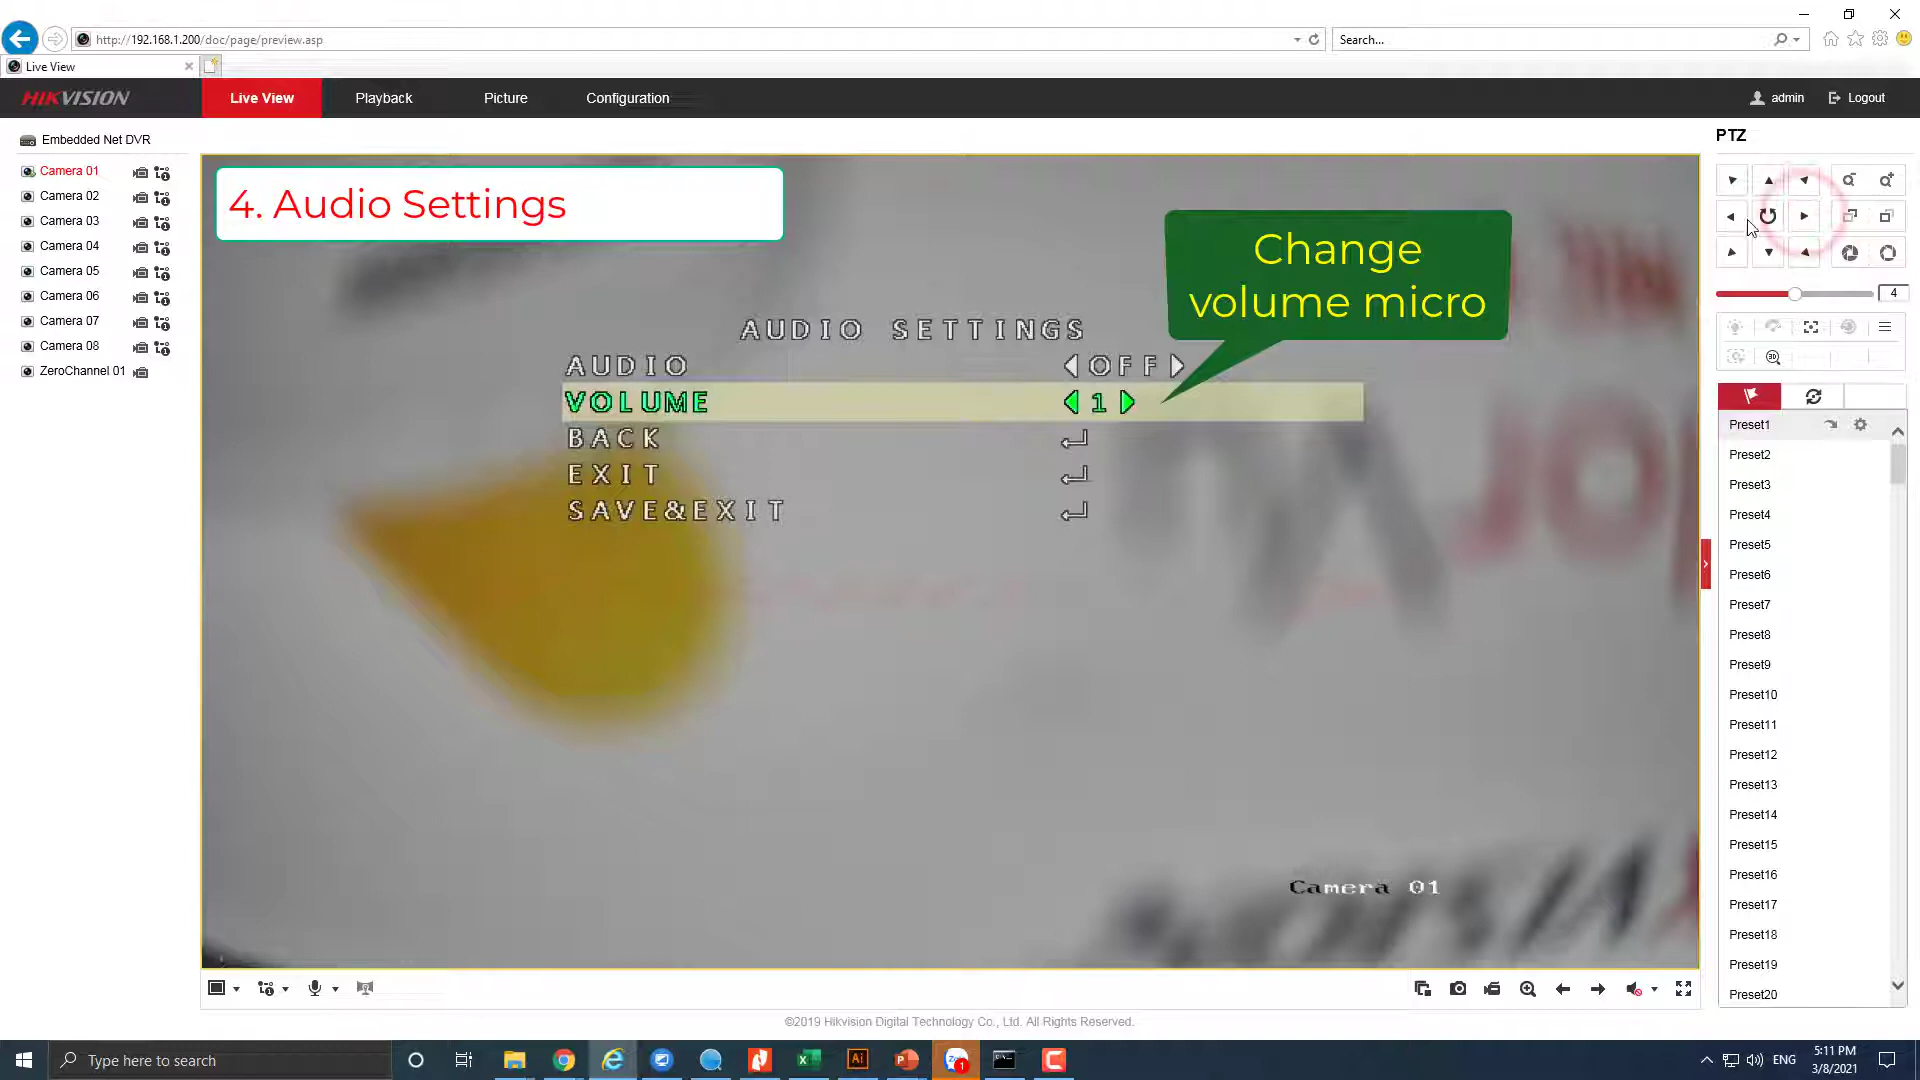 http://192.168.1.200/doc/page/preview.asp
Search...
Live View
HIKVISION
Live View
Playback
Picture
Configuration
admin
Logout
Embedded Net DVR
Camera 01
Camera 02
Camera 03
Camera 04
Camera 05
Camera 06
Camera 07
Camera 08
ZeroChannel 01
4. Audio Settings
Change
volume micro
AUDIO SETTINGS
AUDIO OFF
VOLUME 1
BACK
EXIT
SAVE&EXIT
Camera 01
PTZ
4
Preset1
Preset2
Preset3
Preset4
Preset5
Preset6
Preset7
Preset8
Preset9
Preset10
Preset11
Preset12
Preset13
Preset14
Preset15
Preset16
Preset17
Preset18
Preset19
Preset20
©2019 Hikvision Digital Technology Co., Ltd. All Rights Reserved.
Type here to search
ENG
5:11 PM
3/8/2021